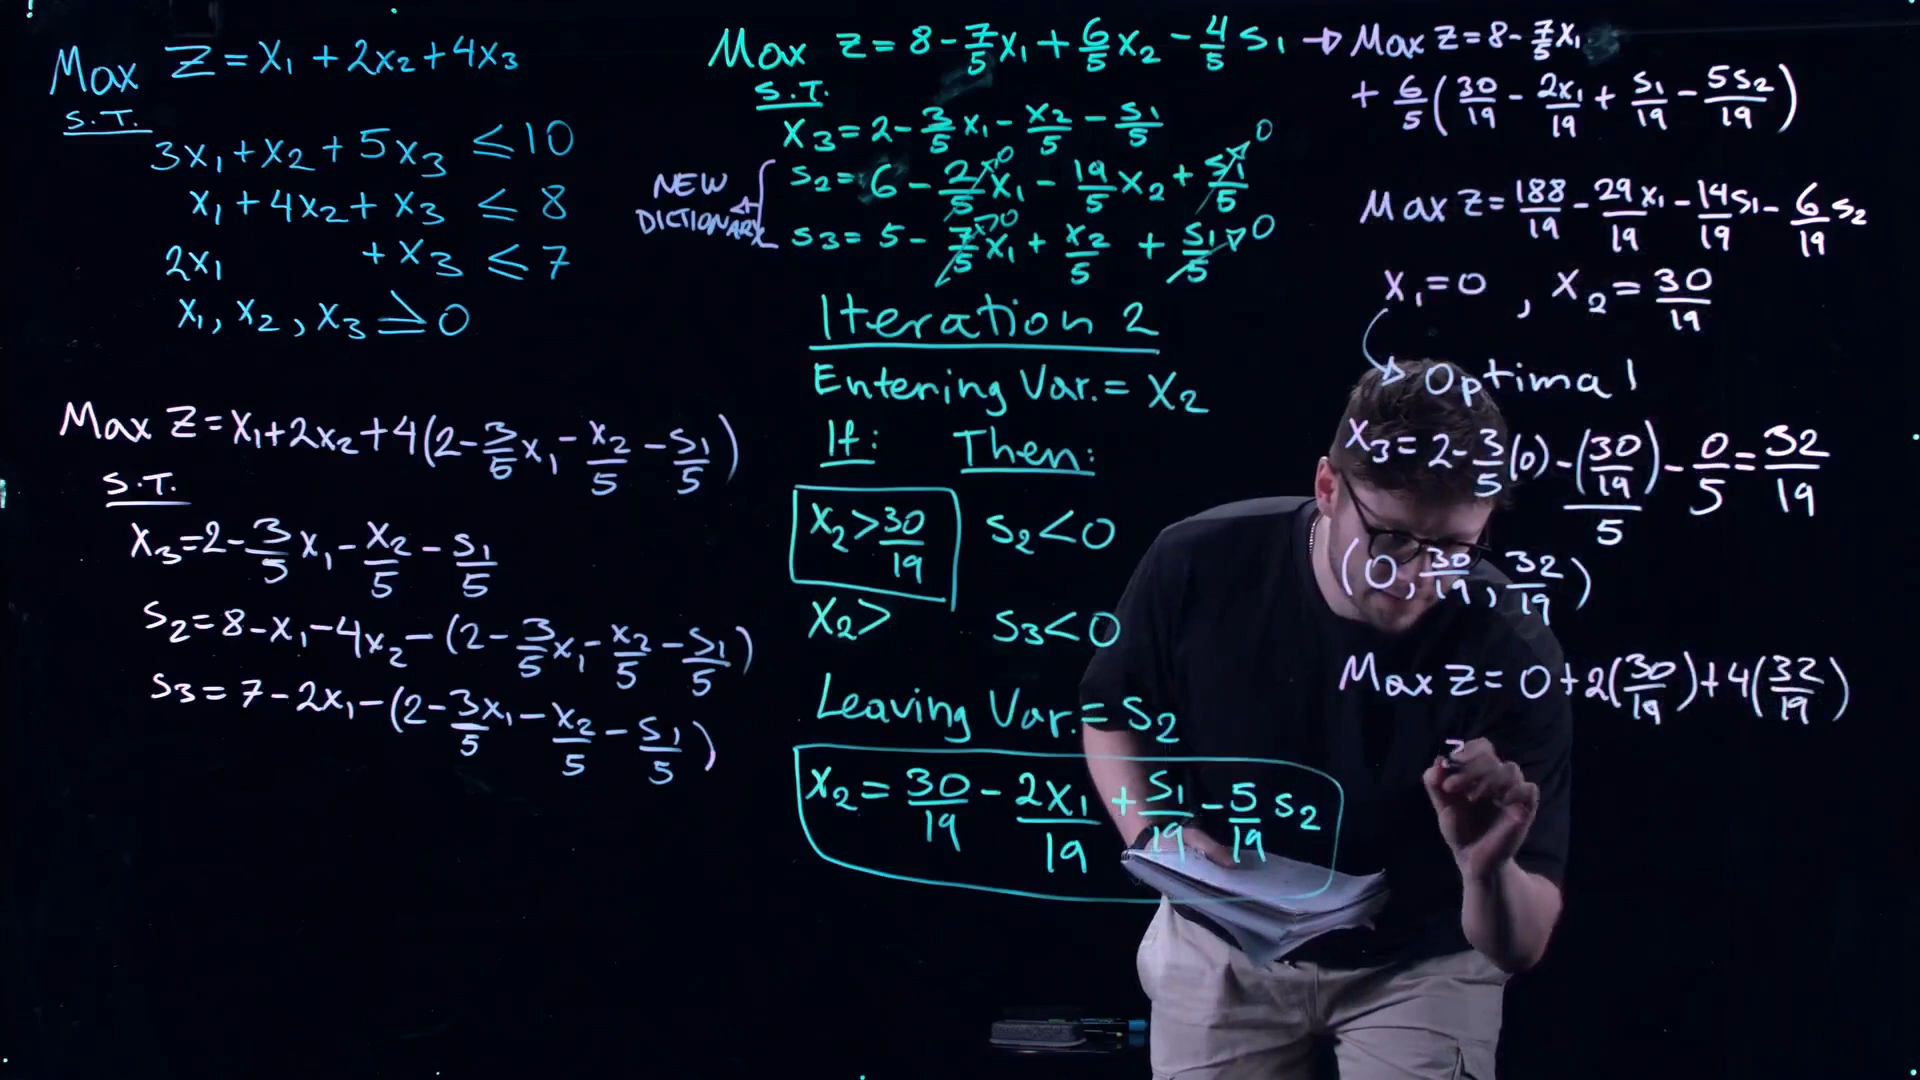 Max Z = x₁ + 2x₂ + 4x₃
S.T.
3x₁ + x₂ + 5x₃ ≤ 10
x₁ + 4x₂ + x₃ ≤ 8
2x₁ + x₃ ≤ 7
x₁, x₂, x₃ ≥ 0
Max Z = x₁ + 2x₂ + 4(2 - 3/5 x₁ - x₂/5 - s₁/5)
S.T.
x₃ = 2 - 3/5 x₁ - x₂/5 - s₁/5
s₂ = 8 - x₁ - 4x₂ - (2 - 3/5 x₁ - x₂/5 - s₁/5)
s₃ = 7 - 2x₁ - (2 - 3x₁/5 - x₂/5 - s₁/5)
Max Z = 8 - 7/5 x₁ + 6/5 x₂ - 4/5 s₁ →
S.T.
x₃ = 2 - 3/5 x₁ - x₂/5 - s₁/5
NEW DICTIONARY
s₂ = 6 - 2/5 x₁ →0 - 19/5 x₂ + s₁/5 →0
s₃ = 5 - 7/5 x₁ →0 + x₂/5 + s₁/5 →0
Iteration 2
Entering Var. = x₂
If: Then:
x₂ > 30/19 s₂ < 0
x₂ > s₃ < 0
Leaving Var. = s₂
x₂ = 30/19 - 2x₁/19 + s₁/19 - 5/19 s₂
Max Z = 8 - 7/5 x₁
+ 6/5 (30/19 - 2x₁/19 + s₁/19 - 5s₂/19)
Max Z = 188/19 - 29/19 x₁ - 14/19 s₁ - 6/19 s₂
x₁ = 0, x₂ = 30/19
→ Optimal
x₃ = 2 - 3/5 (0) - (30/19)/5 - 0/5 = 32/19
(0, 30/19, 32/19)
Max Z = 0 + 2(30/19) + 4(32/19)